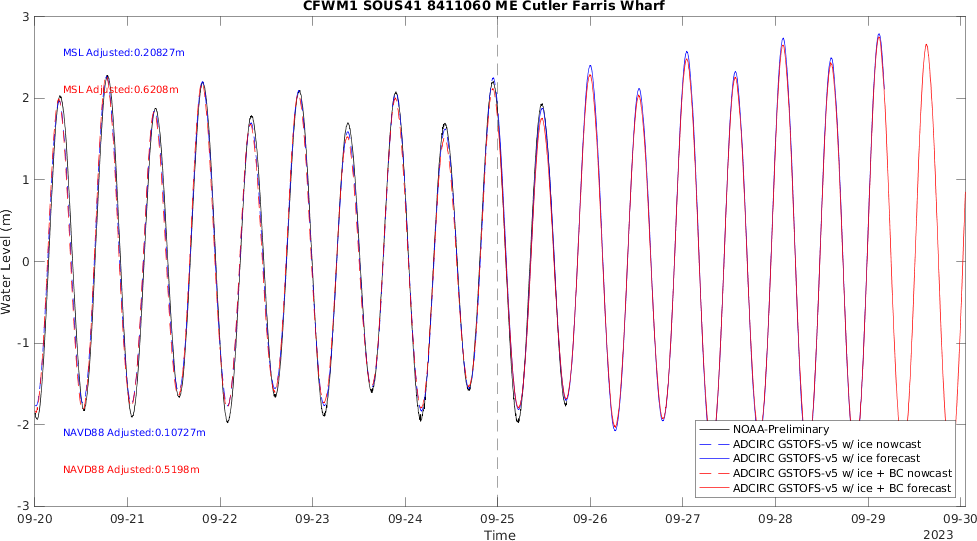 CFWM1 SOUS41 8411060 ME Cutler Farris Wharf
3
2
1
0
-1
-2
-3
Water Level (m)
MSL Adjusted:0.20827m
MSL Adjusted:0.6208m
NAVD88 Adjusted:0.10727m
NAVD88 Adjusted:0.5198m
NOAA-Preliminary
ADCIRC GSTOFS-v5 w/ ice nowcast
ADCIRC GSTOFS-v5 w/ ice forecast
ADCIRC GSTOFS-v5 w/ ice + BC nowcast
ADCIRC GSTOFS-v5 w/ ice + BC forecast
09-20 09-21 09-22 09-23 09-24 09-25 09-26 09-27 09-28 09-29 09-30
Time
2023